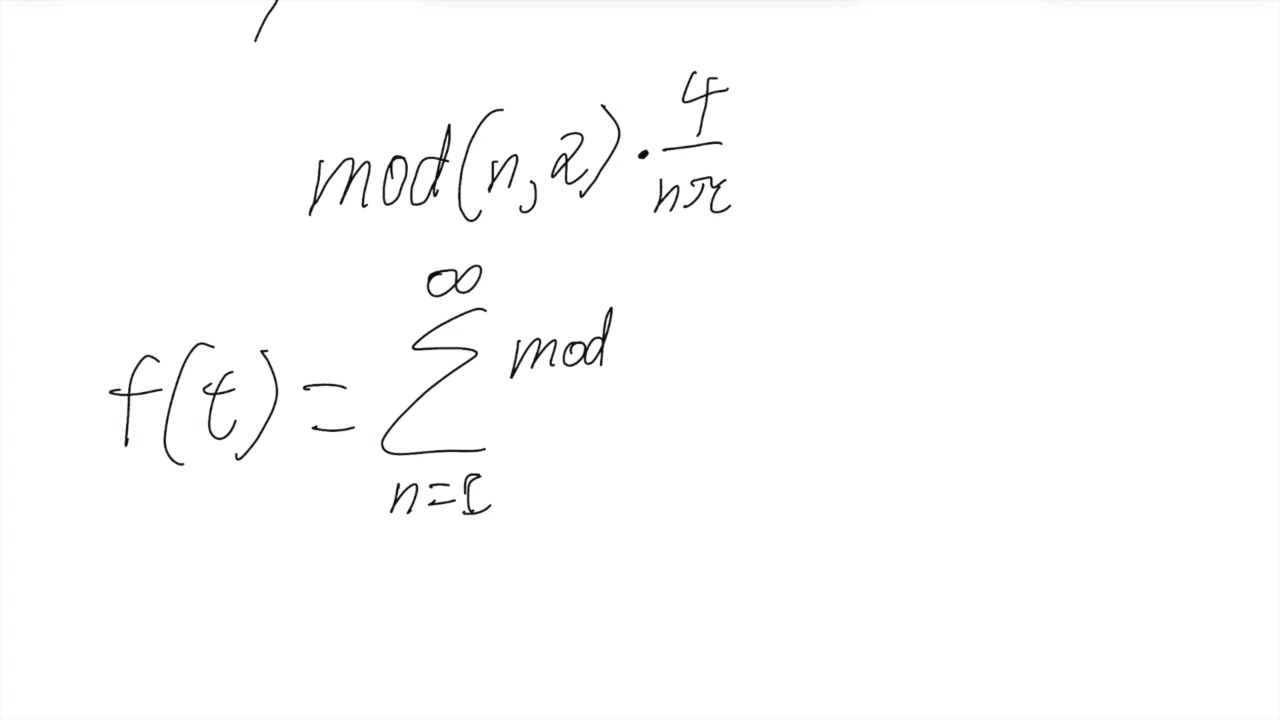 mod(n,2)·4/nπ
f(t) = ∑_{n=1}^{∞} mod